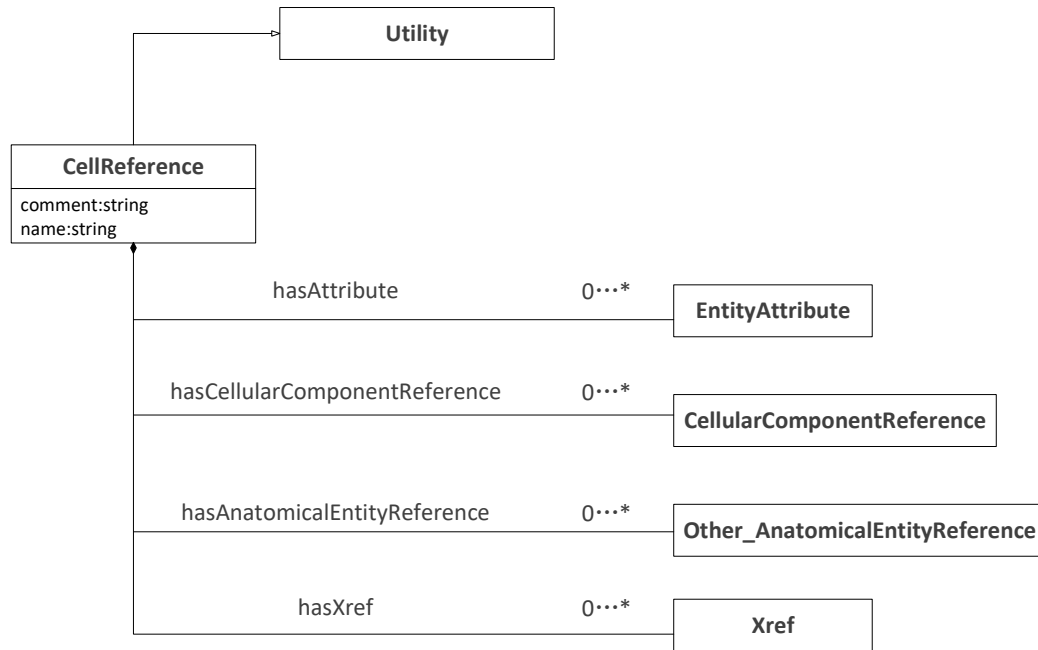 Utility
CellReference
comment:string
name:string
hasAttribute 0···*
EntityAttribute
hasCellularComponentReference 0···*
CellularComponentReference
hasAnatomicalEntityReference 0···*
Other_AnatomicalEntityReference
hasXref 0···*
Xref